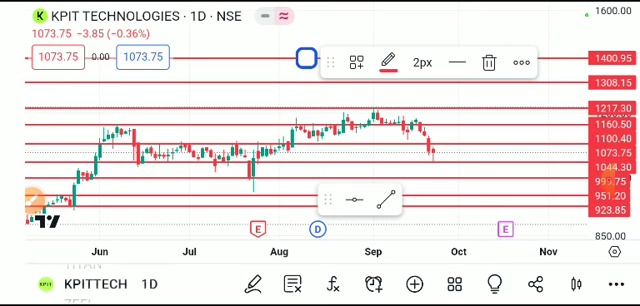 KPIT TECHNOLOGIES · 1D · NSE
1073.75 −3.85 (−0.36%)
1073.75 0.00 1073.75
2px
1600.00
1400.95
1308.15
1217.30
1160.50
1100.40
1073.75
1044.30
951.20
923.85
850.00
E D E
Jun Jul Aug Sep Oct Nov
KPITTECH 1D